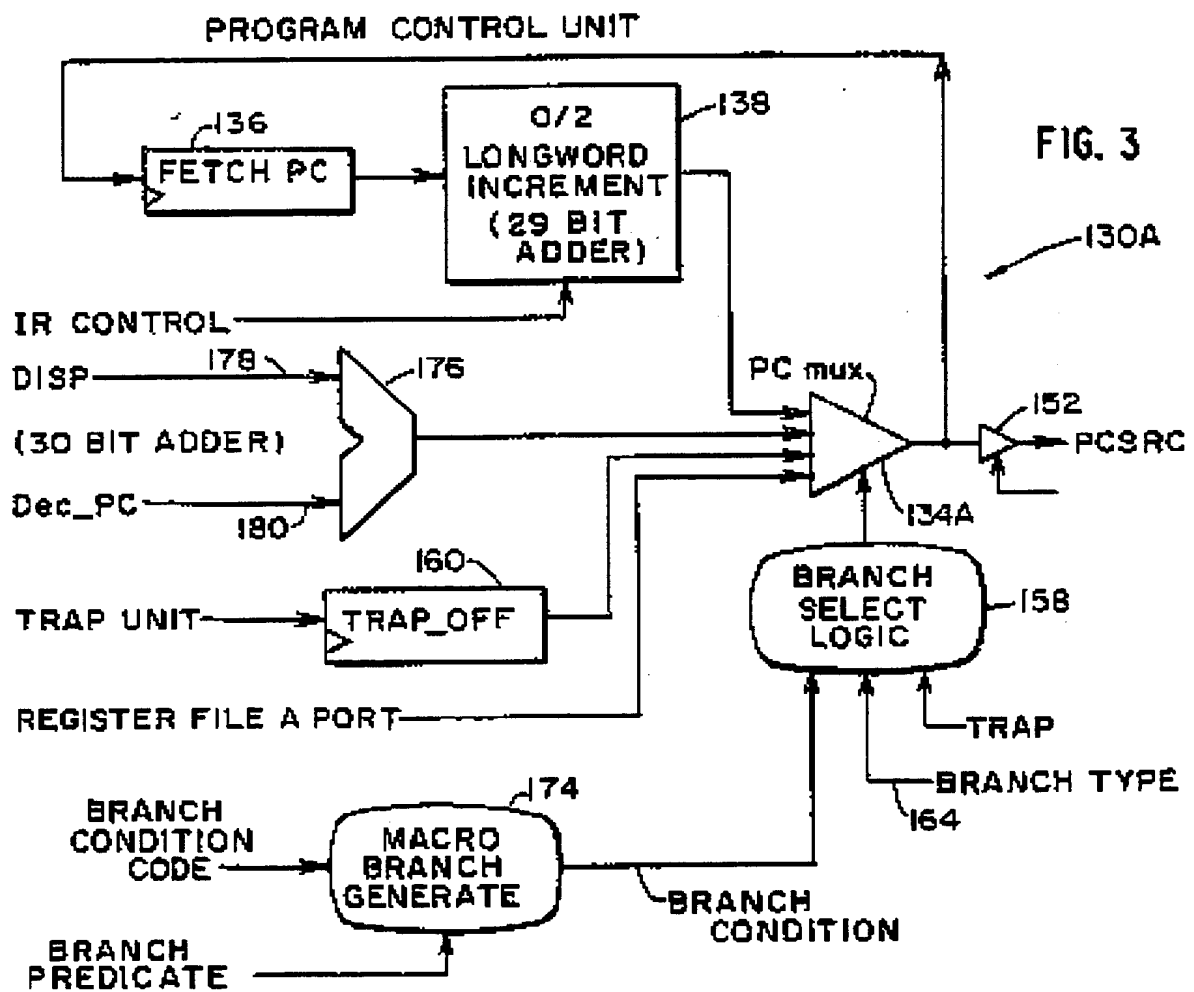 PROGRAM CONTROL UNIT
136
FETCH PC
0/2
LONGWORD
INCREMENT
(29 BIT
ADDER)
138
FIG. 3
130A
IR CONTROL
DISP
178
176
(30 BIT ADDER)
Dec_PC
180
PC mux
152
PCSRC
134A
TRAP UNIT
160
TRAP_OFF
BRANCH
SELECT
LOGIC
158
REGISTER FILE A PORT
TRAP
BRANCH TYPE
164
BRANCH
CONDITION
CODE
174
MACRO
BRANCH
GENERATE
BRANCH
CONDITION
BRANCH
PREDICATE